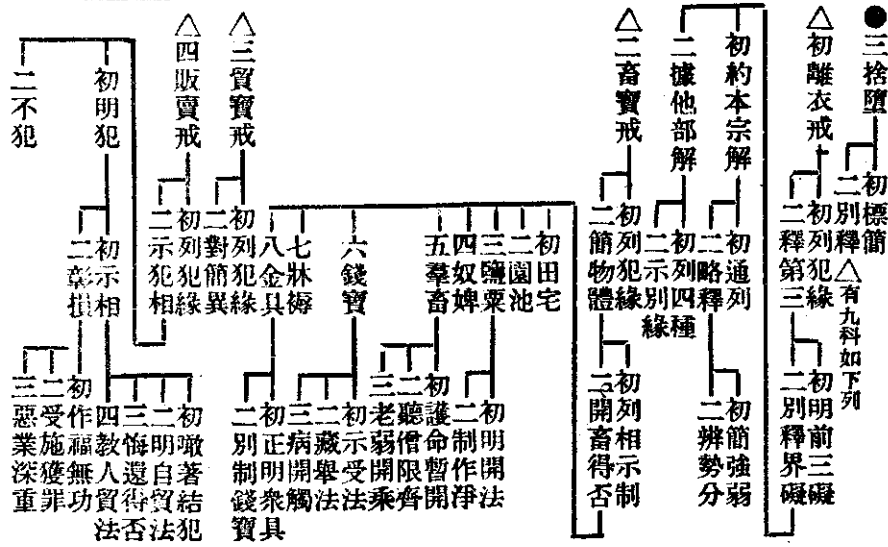 ●三捨墮
初標簡
二別釋△有九科如下列
△初離衣戒
初列犯緣
二釋第三
初明前三礙
二別釋界礙
初約本宗解
初通列
二略釋
初簡強弱
二辨勢分
二據他部解
初列四種
二示別緣
△二畜寶戒
初列犯緣
二簡物體
初列相示制
二開畜得否
初田宅
二園池
三鹽粟
初明開法
二制作淨
四奴婢
五羣畜
初護命暫開
二聽僧限齊
三老弱開乘
六錢寶
初示受法
二藏舉法
三病開觸
七牀褥
八金具
初正明衆具
二別制錢寶
△三貿寶戒
初列犯緣
二對簡異
△四販賣戒
初列犯緣
二示犯相
初明犯
初示相
初噉著結犯
二明自貿法
三悔還得否
四教人貿法
二彰損
初作福無功
二受施獲罪
三惡業深重
二不犯